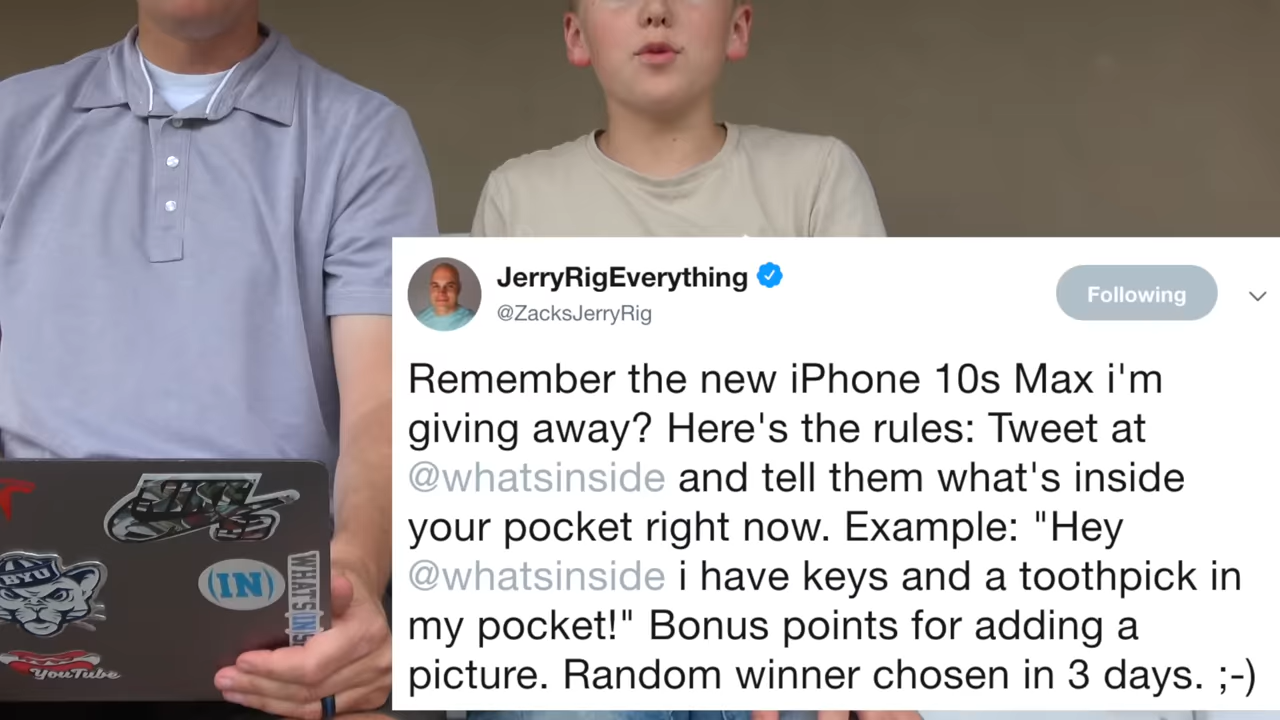 JerryRigEverything
@ZacksJerryRig
Following
Remember the new iPhone 10s Max i'm
giving away? Here's the rules: Tweet at
@whatsinside and tell them what's inside
your pocket right now. Example: "Hey
@whatsinside i have keys and a toothpick in
my pocket!" Bonus points for adding a
picture. Random winner chosen in 3 days. ;-)
BYU
(IN)
WHATS
IN
YouTube